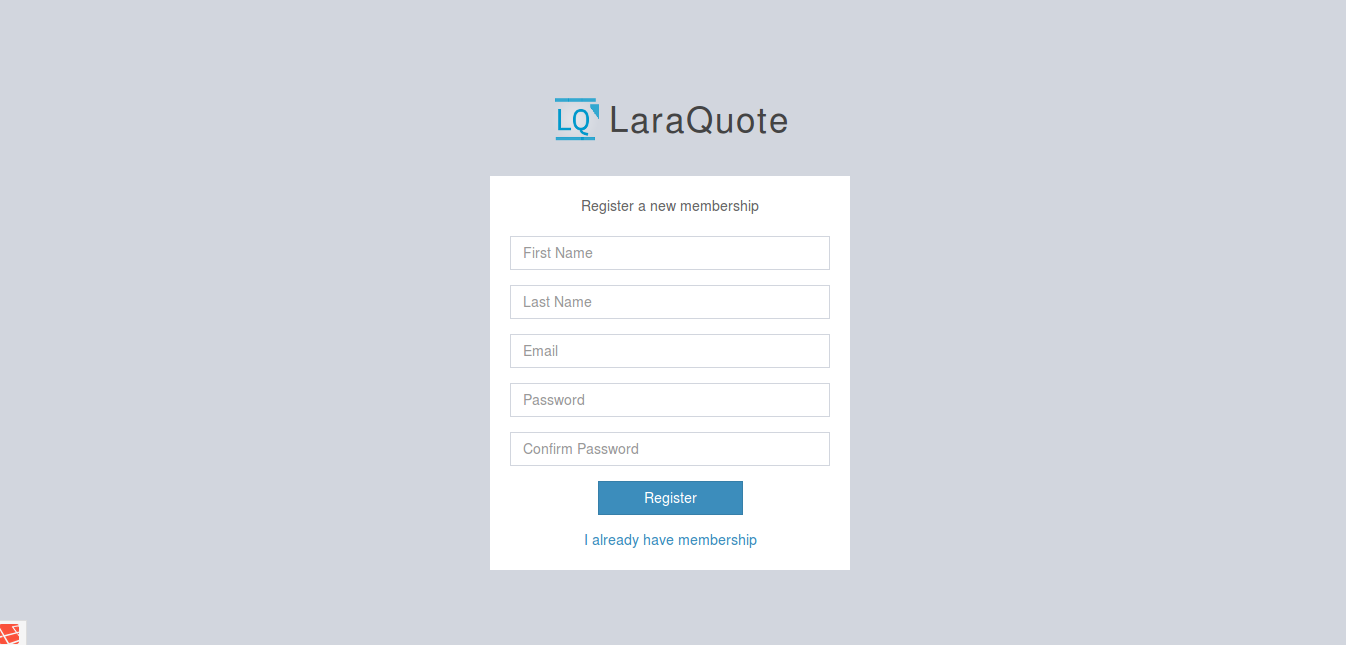 LQ LaraQuote
Register a new membership
First Name
Last Name
Email
Password
Confirm Password
Register
I already have membership